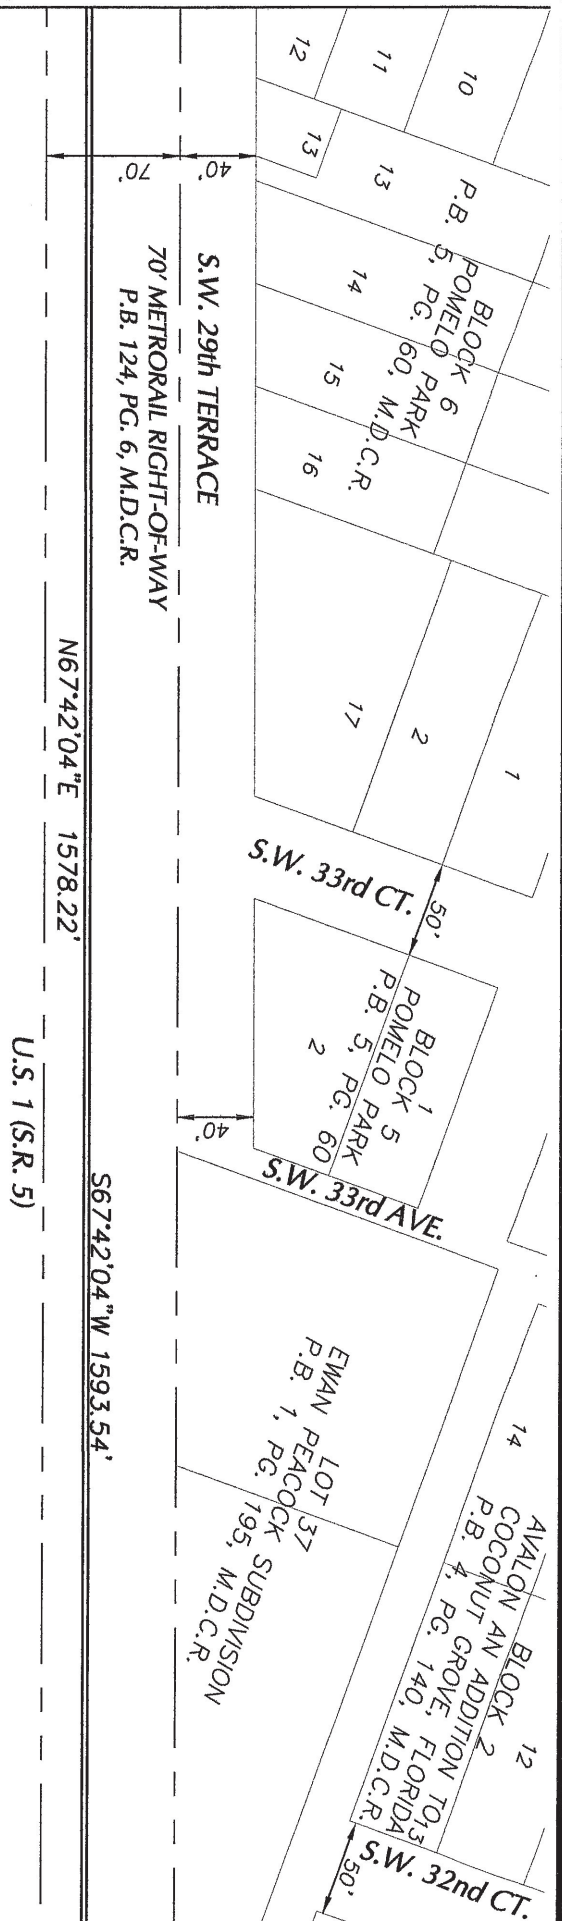 12
11
10
13
13
P.B. 5, PG. 60, M.D.C.R.
POMELO PARK
BLOCK 6
14
15
16
70'
40'
S.W. 29th TERRACE
70' METRORAIL RIGHT-OF-WAY
P.B. 124, PG. 6, M.D.C.R.
17
2
1
N67°42'04"E 1578.22'
S.W. 33rd CT.
50'
1
BLOCK 5
POMELO PARK
P.B. 5, PG. 60
2
40'
S.W. 33rd AVE.
U.S. 1 (S.R. 5)
S67°42'04"W 1593.54'
LOT 37
EWAN PEACOCK SUBDIVISION
P.B. 1, PG. 195, M.D.C.R.
14
BLOCK 2
AVALON AN ADDITION TO
COCONUT GROVE, FLORIDA
P.B. 4, PG. 140, M.D.C.R.
12
13
S.W. 32nd CT.
50'